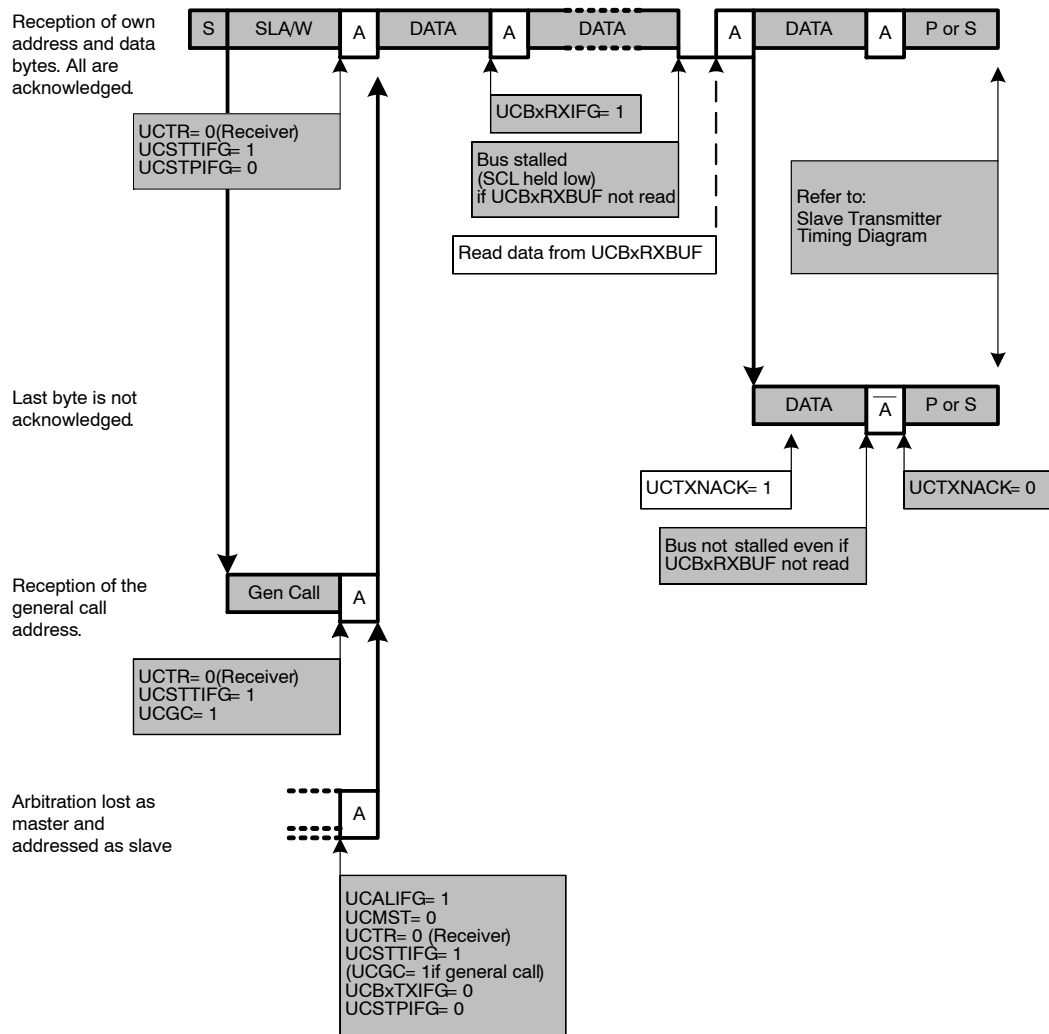 Reception of own
address and data
bytes. All are
acknowledged.
S SLA/W A DATA A DATA A DATA A P or S
UCTR= 0(Receiver)
UCSTTIFG= 1
UCSTPIFG= 0
UCBxRXIFG= 1
Bus stalled
(SCL held low)
if UCBxRXBUF not read
Read data from UCBxRXBUF
Refer to:
Slave Transmitter
Timing Diagram
Last byte is not
acknowledged.
DATA A P or S
UCTXNACK= 1
UCTXNACK= 0
Bus not stalled even if
UCBxRXBUF not read
Reception of the
general call
address.
Gen Call A
UCTR= 0(Receiver)
UCSTTIFG= 1
UCGC= 1
Arbitration lost as
master and
addressed as slave
A
UCALIFG= 1
UCMST= 0
UCTR= 0 (Receiver)
UCSTTIFG= 1
(UCGC= 1if general call)
UCBxTXIFG= 0
UCSTPIFG= 0